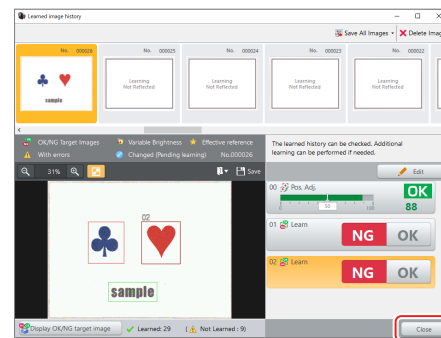 Learned image history
Save All Images
Delete Imag
No. 000026
No. 000025
No. 000024
No. 000023
No. 000022
sample
Learning
Not Reflected
Learning
Not Reflected
Learning
Not Reflected
Learning
Not Reflected
OK/NG Target Images
Variable Brightness
Effective reference
With errors
Changed (Pending learning)
No.000026
The learned history can be checked. Additional
learning can be performed if needed.
31%
Save
Edit
00 Pos. Adj.
OK
50
100
88
01 Learn
NG
OK
02 Learn
NG
OK
02
sample
Display OK/NG target image
Learned: 29
( Not Learned : 9)
Close